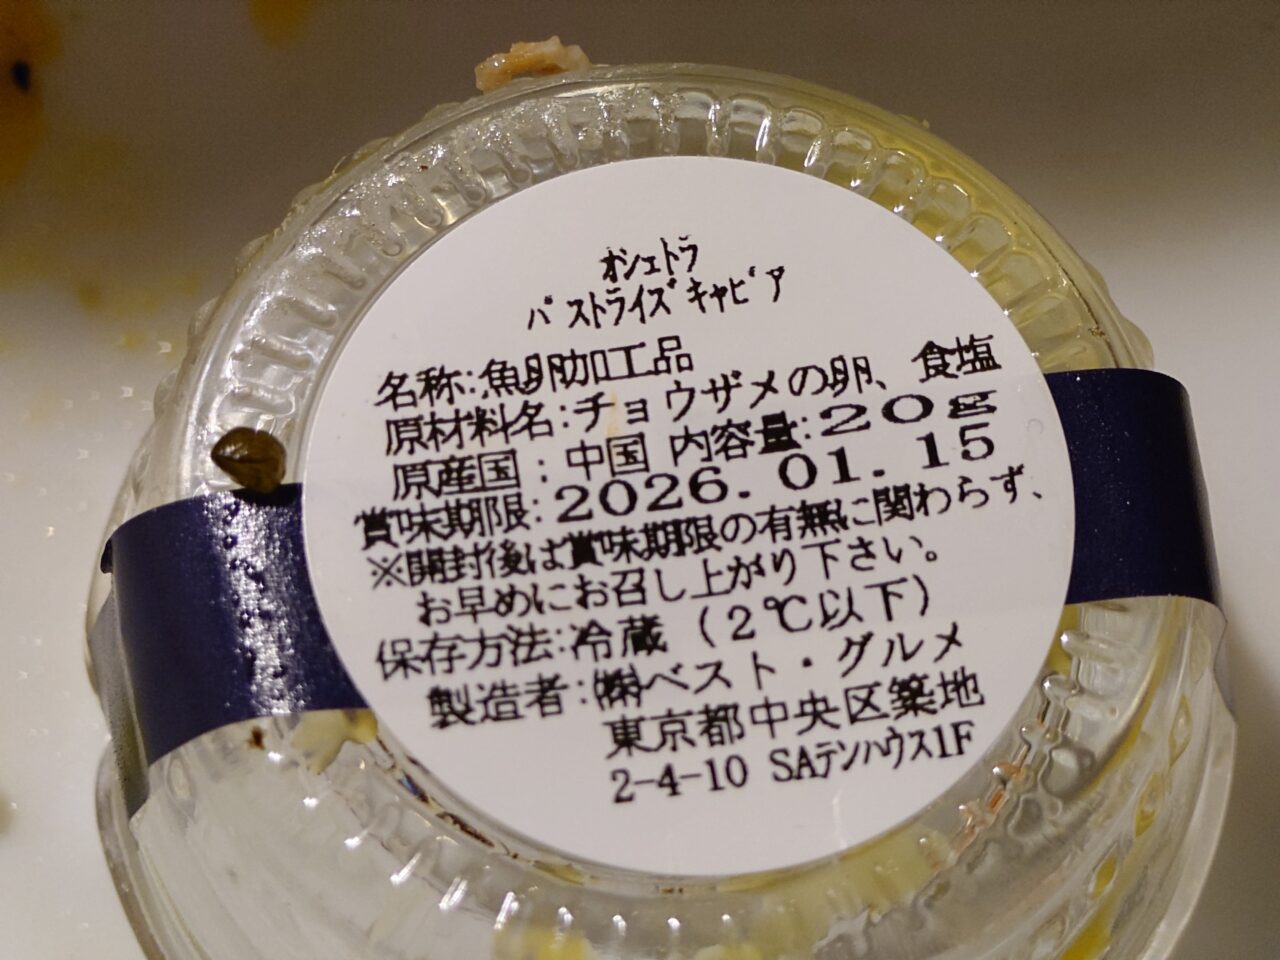 オシェトラ
パストライズキャビア
名称:魚卵加工品
原材料名:チョウザメの卵、食塩
原産国:中国 内容量:20g
賞味期限:2026.01.15
※開封後は賞味期限の有無に関わらず、
お早めにお召し上がり下さい。
保存方法:冷蔵(2℃以下)
製造者:㈱ベスト・グルメ
東京都中央区築地
2-4-10 SAテンハウス1F